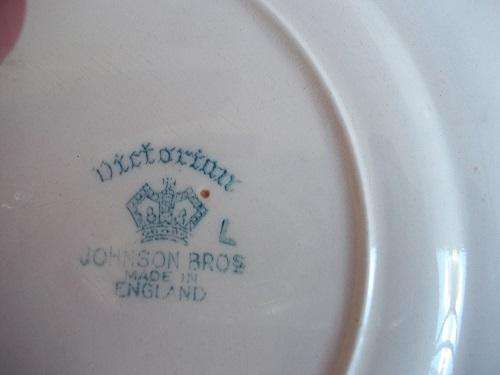 Victorian
L
JOHNSON BROS
MADE IN
ENGLAND